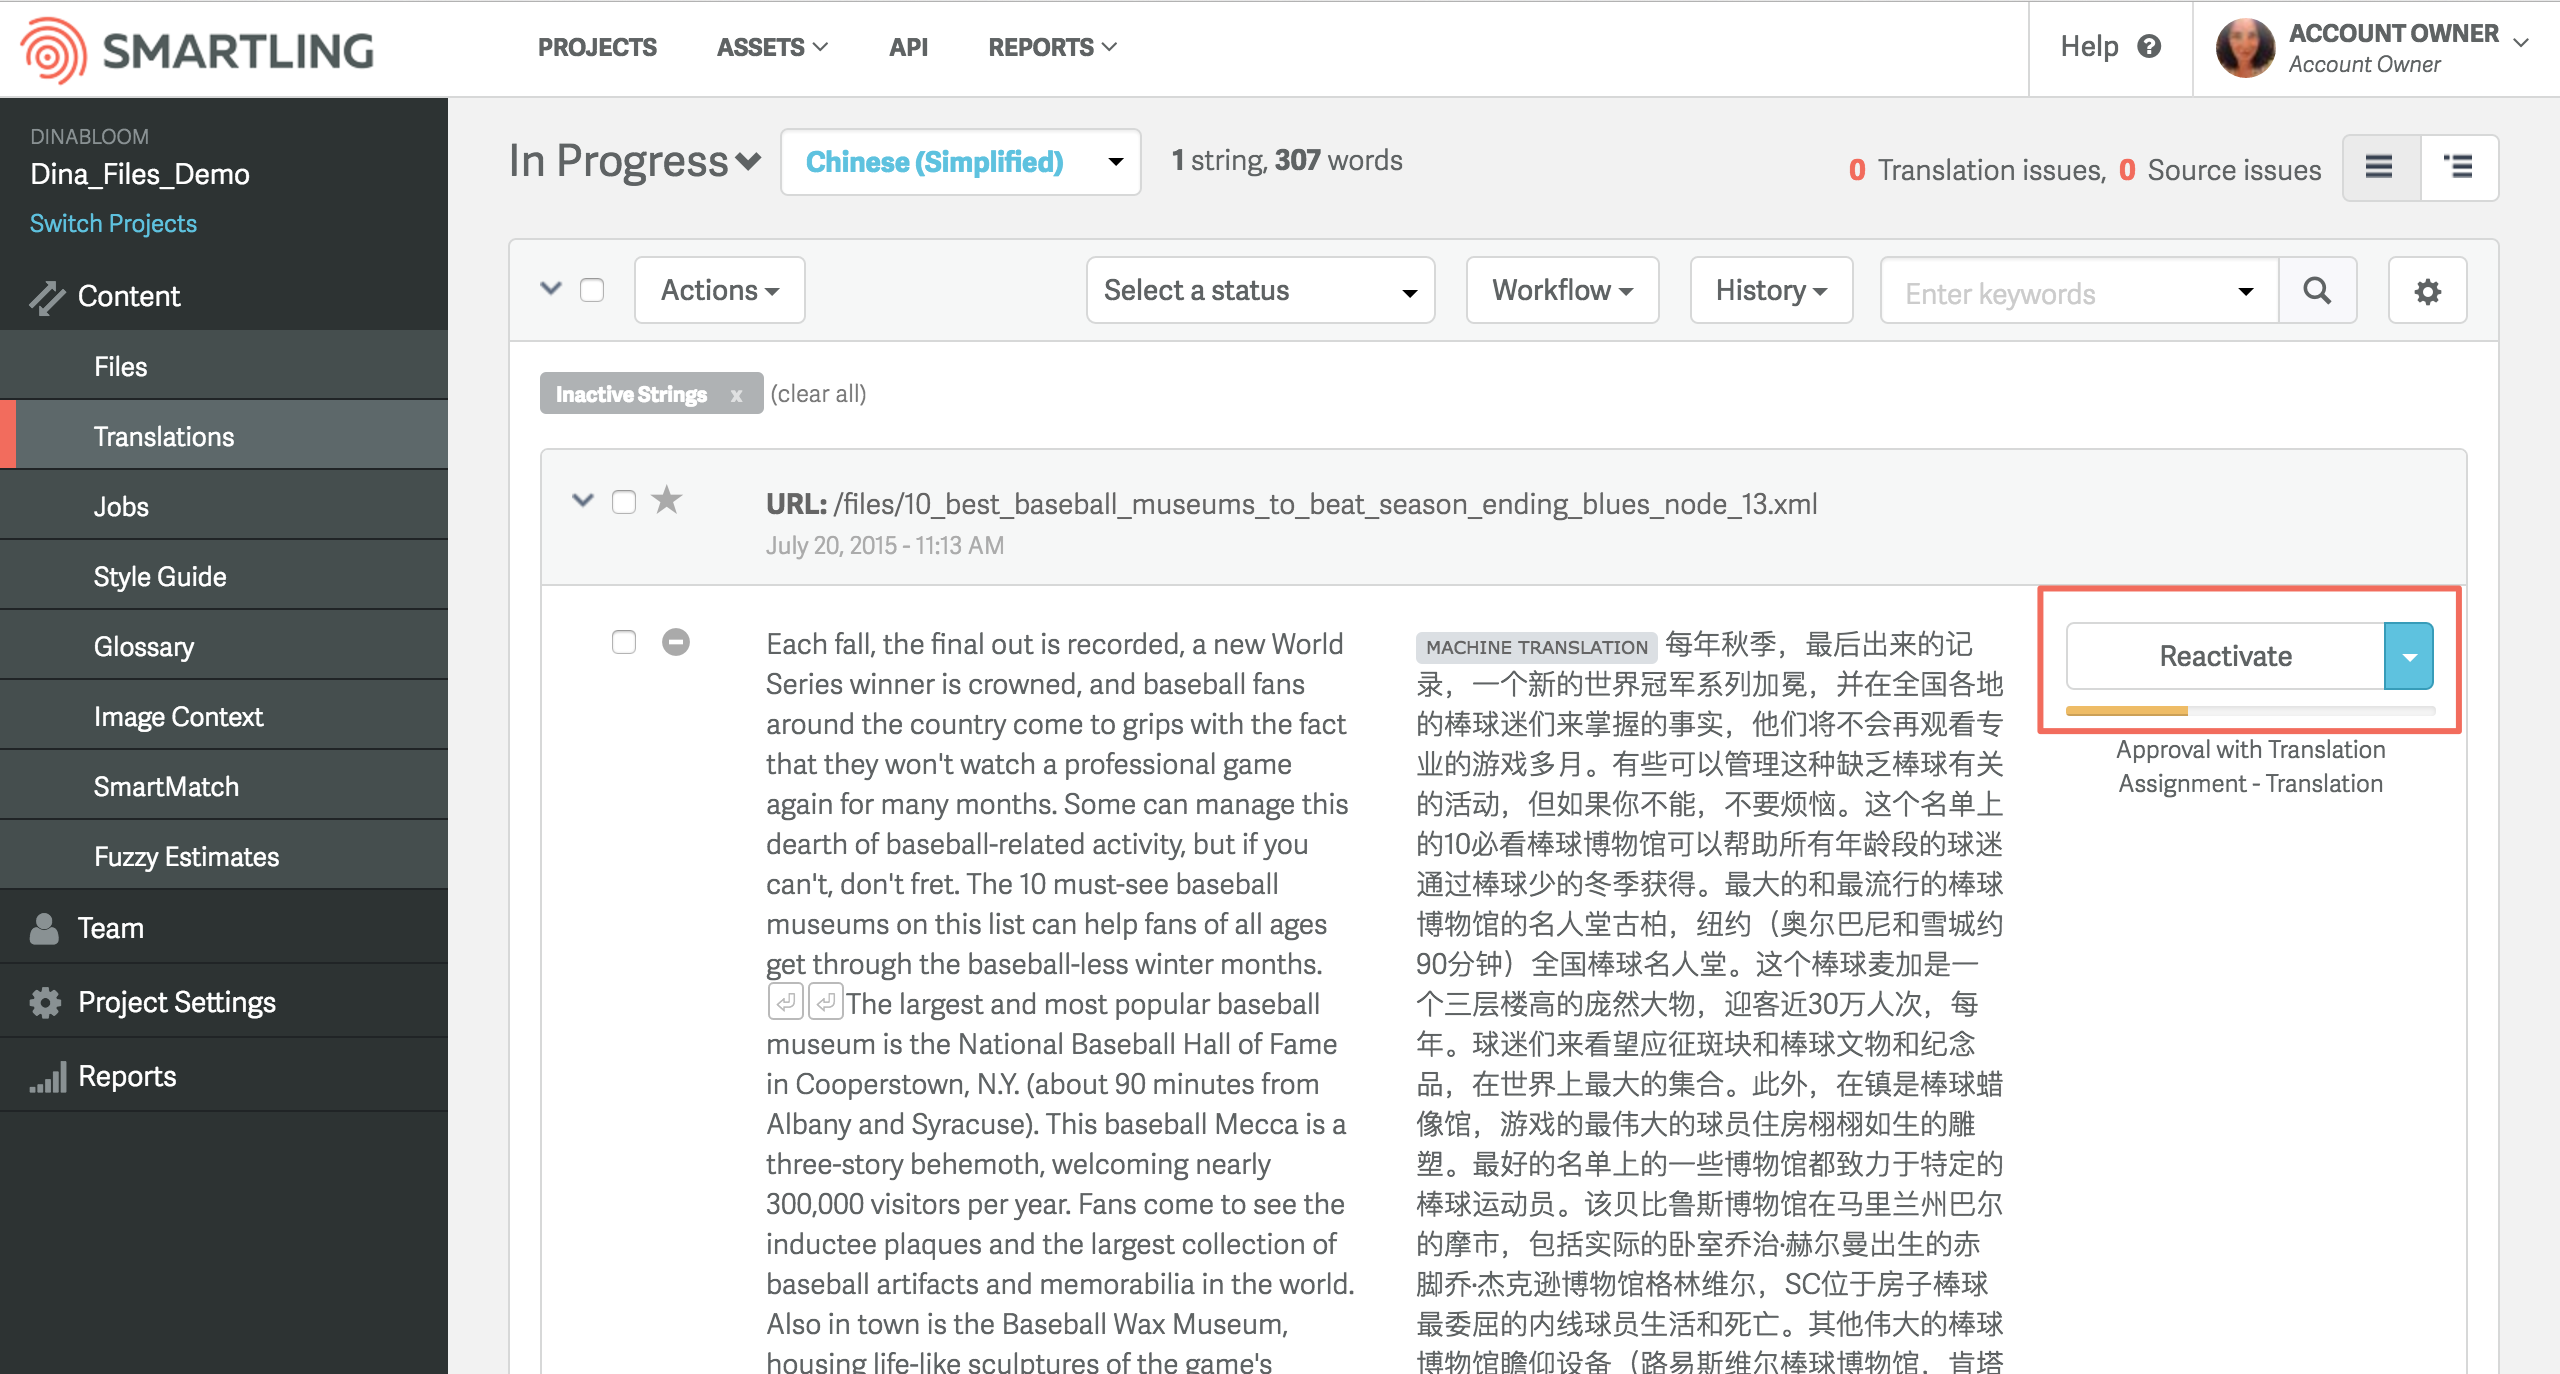 SMARTLING
PROJECTS
ASSETS
API
REPORTS
Help
ACCOUNT OWNER
Account Owner
DINABLOOM
Dina_Files_Demo
Switch Projects
Content
Files
Translations
Jobs
Style Guide
Glossary
Image Context
SmartMatch
Fuzzy Estimates
Team
Project Settings
Reports
In Progress
Chinese (Simplified)
1 string, 307 words
0 Translation issues, 0 Source issues
Actions
Select a status
Workflow
History
Enter keywords
Inactive Strings x (clear all)
URL: /files/10_best_baseball_museums_to_beat_season_ending_blues_node_13.xml
July 20, 2015 - 11:13 AM
Each fall, the final out is recorded, a new World
Series winner is crowned, and baseball fans
around the country come to grips with the fact
that they won't watch a professional game
again for many months. Some can manage this
dearth of baseball-related activity, but if you
can't, don't fret. The 10 must-see baseball
museums on this list can help fans of all ages
get through the baseball-less winter months.
The largest and most popular baseball
museum is the National Baseball Hall of Fame
in Cooperstown, N.Y. (about 90 minutes from
Albany and Syracuse). This baseball Mecca is a
three-story behemoth, welcoming nearly
300,000 visitors per year. Fans come to see the
inductee plaques and the largest collection of
baseball artifacts and memorabilia in the world.
Also in town is the Baseball Wax Museum,
housing life-like sculptures of the game's
MACHINE TRANSLATION 每年秋季，最后出来的记
录，一个新的世界冠军系列加冕，并在全国各地
的棒球迷们来掌握的事实，他们将不会再观看专
业的游戏多月。有些可以管理这种缺乏棒球有关
的活动，但如果你不能，不要烦恼。这个名单上
的10必看棒球博物馆可以帮助所有年龄段的球迷
通过棒球少的冬季获得。最大的和最流行的棒球
博物馆的名人堂古柏，纽约（奥尔巴尼和雪城约
90分钟）全国棒球名人堂。这个棒球麦加是一
个三层楼高的庞然大物，迎客近30万人次，每
年。球迷们来看望应征斑块和棒球文物和纪念
品，在世界上最大的集合。此外，在镇是棒球蜡
像馆，游戏的最伟大的球员住房栩栩如生的雕
塑。最好的名单上的一些博物馆都致力于特定的
棒球运动员。该贝比鲁斯博物馆在马里兰州巴尔
的摩市，包括实际的卧室乔治·赫尔曼出生的赤
脚乔·杰克逊博物馆格林维尔，SC位于房子棒球
最委屈的内线球员生活和死亡。其他伟大的棒球
博物馆瞻仰设备（路易斯维尔棒球博物馆，肯塔
Reactivate
Approval with Translation
Assignment - Translation